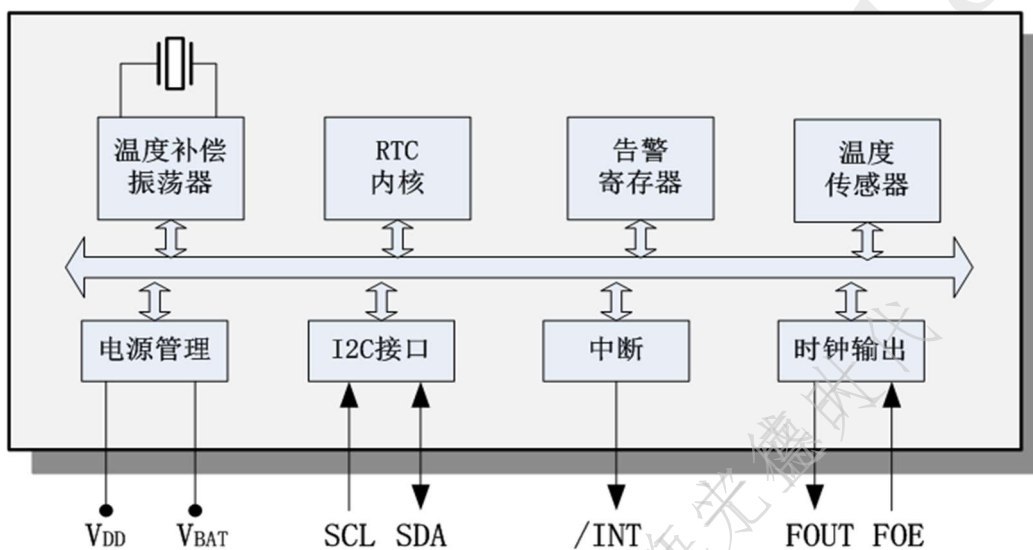 温度补偿
振荡器
RTC
内核
告警
寄存器
温度
传感器
电源管理
I2C接口
中断
时钟输出
VDD
VBAT
SCL
SDA
/INT
FOUT
FOE